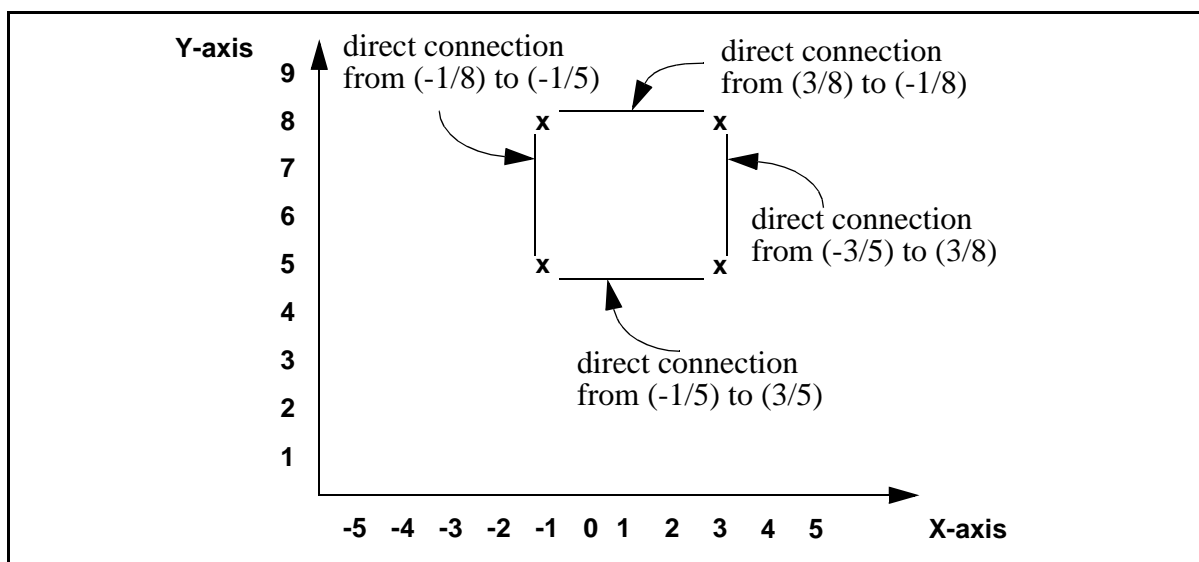 Y-axis
direct connection
from (-1/8) to (-1/5)
direct connection
from (3/8) to (-1/8)
9
8
7
6
5
4
3
2
1
x
x
x
x
direct connection
from (-3/5) to (3/8)
direct connection
from (-1/5) to (3/5)
-5 -4 -3 -2 -1 0 1 2 3 4 5 X-axis